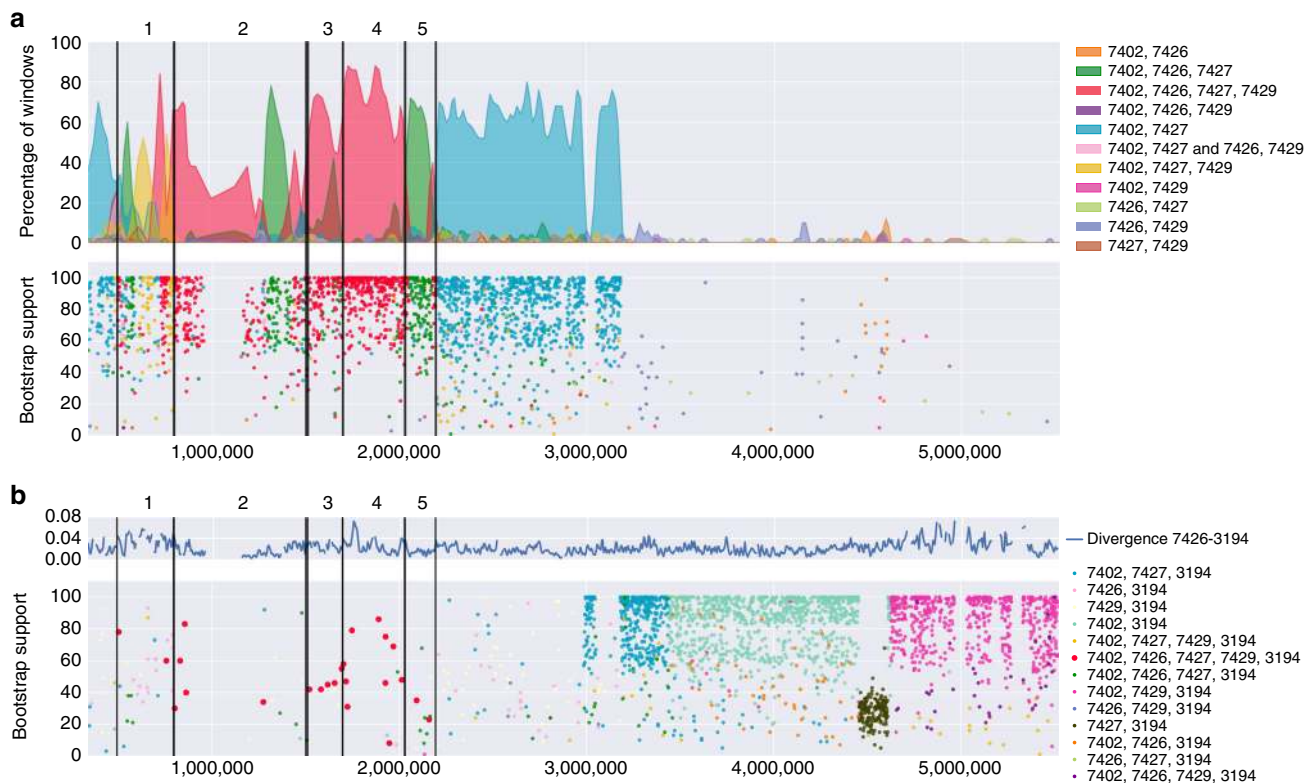 a
1 2 3 4 5
Percentage of windows
100
80
60
40
20
0
7402, 7426
7402, 7426, 7427
7402, 7426, 7427, 7429
7402, 7426, 7429
7402, 7427
7402, 7427 and 7426, 7429
7402, 7427, 7429
7402, 7429
7426, 7427
7426, 7429
7427, 7429
Bootstrap support
100
80
60
40
20
0
1,000,000 2,000,000 3,000,000 4,000,000 5,000,000
b
1 2 3 4 5
0.08
0.04
0.00
Divergence 7426-3194
Bootstrap support
100
80
60
40
20
0
7402, 7427, 3194
7426, 3194
7429, 3194
7402, 3194
7402, 7427, 7429, 3194
7402, 7426, 7427, 7429, 3194
7402, 7426, 7427, 3194
7402, 7429, 3194
7426, 7429, 3194
7427, 3194
7402, 7426, 3194
7426, 7427, 3194
7402, 7426, 7429, 3194
1,000,000 2,000,000 3,000,000 4,000,000 5,000,000